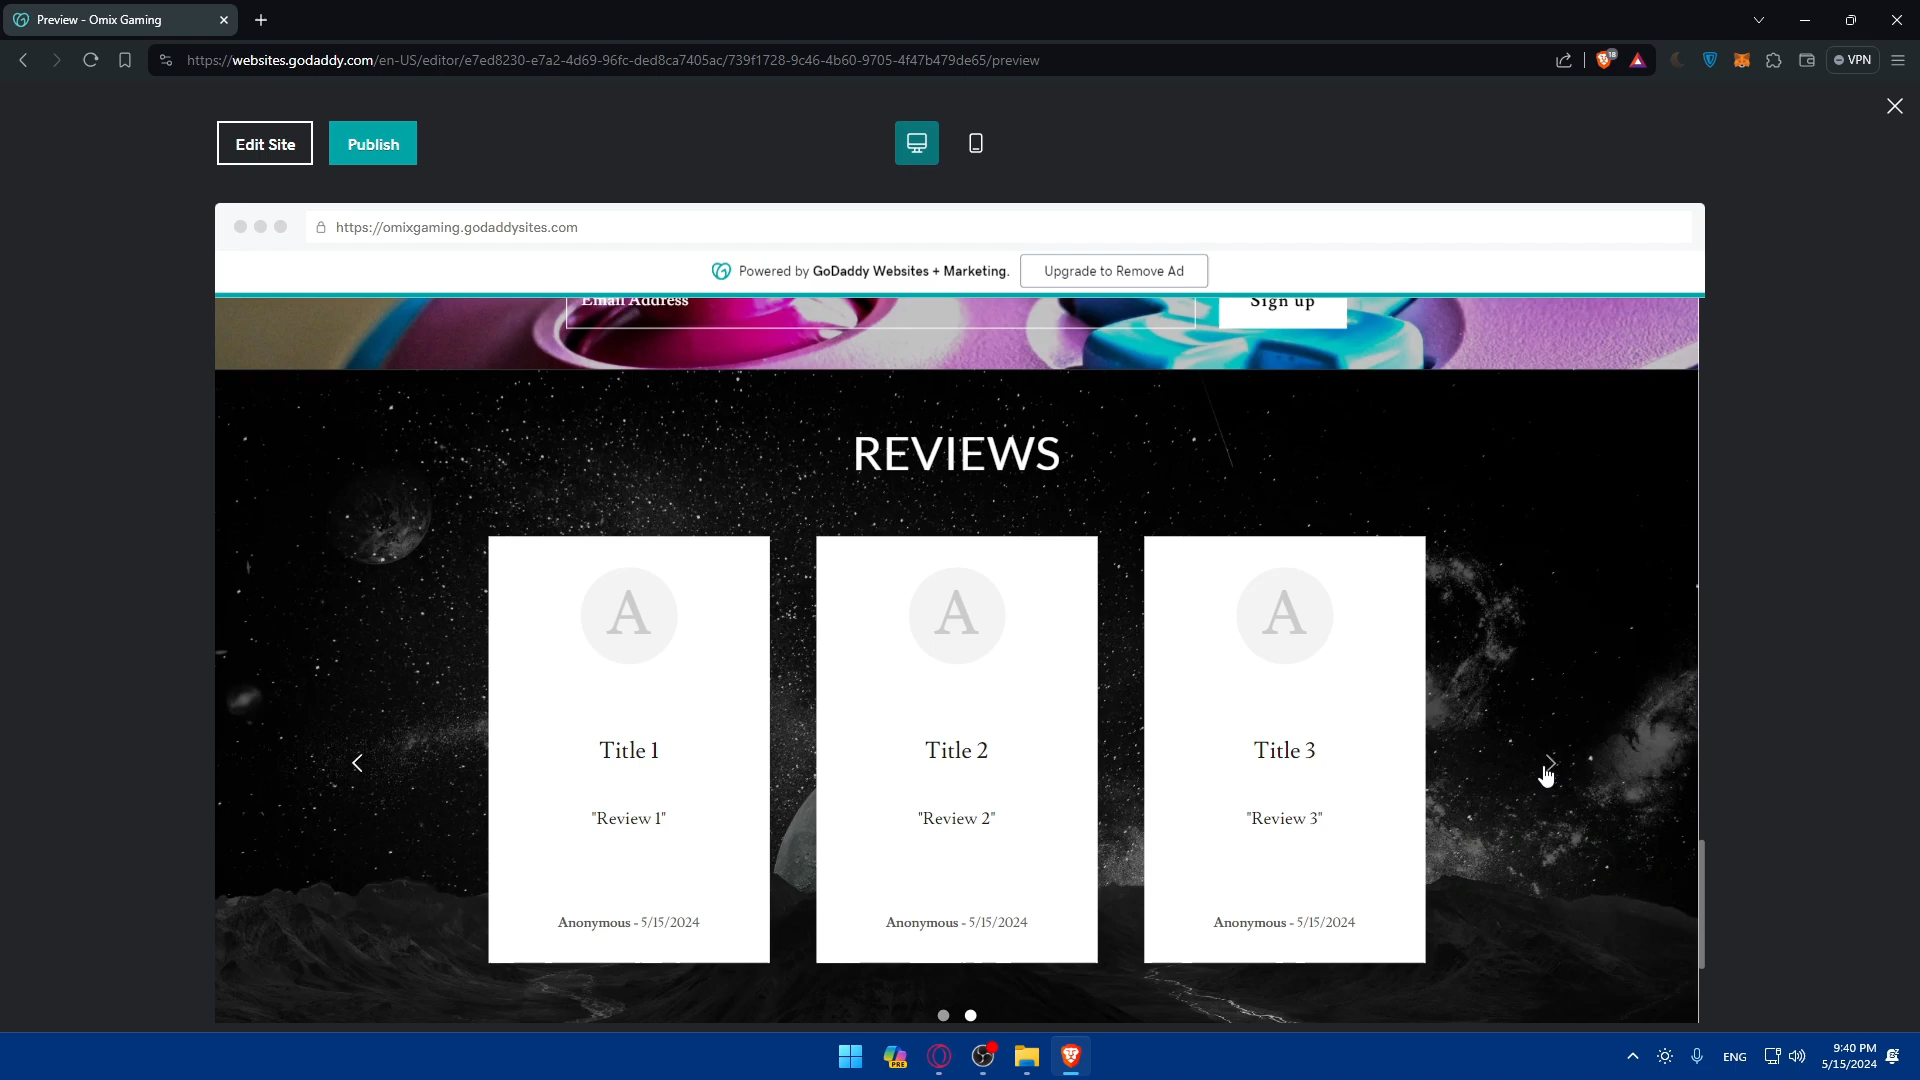 Preview - Omix Gaming
https://websites.godaddy.com/en-US/editor/e7ed8230-e7a2-4d69-96fc-ded8ca7405ac/739f1728-9c46-4b60-9705-4f47b479de65/preview
18
VPN
Edit Site
Publish
https://omixgaming.godaddysites.com
Powered by GoDaddy Websites + Marketing.
Upgrade to Remove Ad
Email Address
Sign up
REVIEWS
A
A
A
Title 1
Title 2
Title 3
"Review 1"
"Review 2"
"Review 3"
Anonymous - 5/15/2024
Anonymous - 5/15/2024
Anonymous - 5/15/2024
PRE
ENG
9:40 PM
5/15/2024